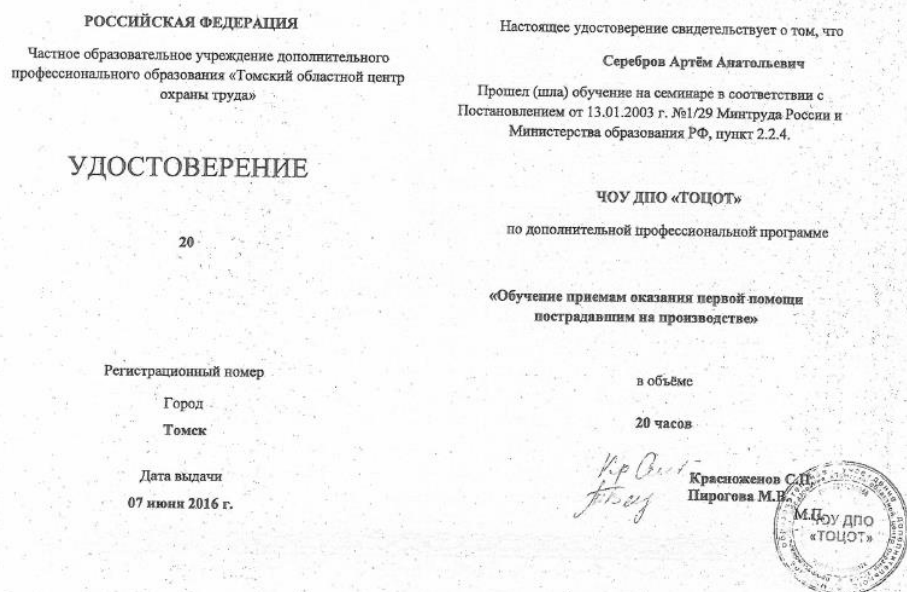 РОССИЙСКАЯ ФЕДЕРАЦИЯ
Частное образовательное учреждение дополнительного
профессионального образования «Томский областной центр
охраны труда»
УДОСТОВЕРЕНИЕ
20
Регистрационный номер
Город
Томск
Дата выдачи
07 июня 2016 г.
Настоящее удостоверение свидетельствует о том, что
Серебров Артём Анатольевич
Прошел (шла) обучение на семинаре в соответствии с
Постановлением от 13.01.2003 г. №1/29 Минтруда России и
Министерства образования РФ, пункт 2.2.4.
ЧОУ ДПО «ТОЦОТ»
по дополнительной профессиональной программе
«Обучение приемам оказания первой помощи
пострадавшим на производстве»
в объёме
20 часов
Красноженов С.П.
Пирогова М.В.
М.П.
ЧОУ ДПО
«ТОЦОТ»